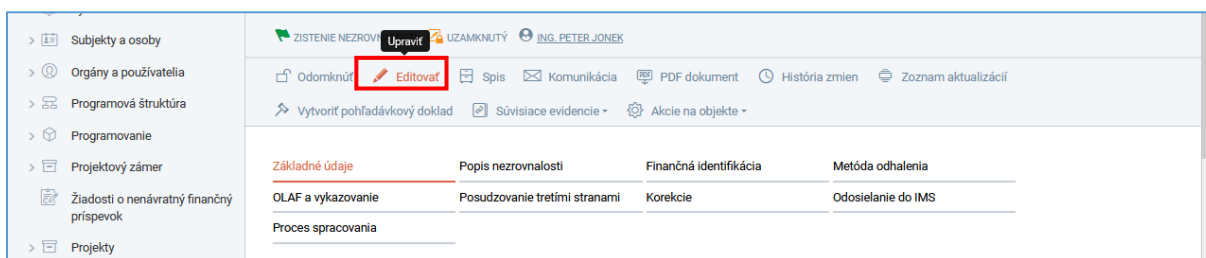 Subjekty a osoby
Orgány a používatelia
Programová štruktúra
Programovanie
Projektový zámer
Žiadosti o nenávratný finančný
príspevok
Projekty
ZISTENIE UZAMKNUTÝ ING. PETER JONEK
Upraviť
Odomknúť Editovať Spis Komunikácia PDF dokument História zmien Zoznam aktualizácií
Vytvoriť pohľadávkový doklad Súvisiace evidencie Akcie na objekte
Základné údaje Popis nezrovnalosti Finančná identifikácia Metóda odhalenia
OLAF a vykazovanie Posudzovanie tretími stranami Korekcie Odosielanie do IMS
Proces spracovania